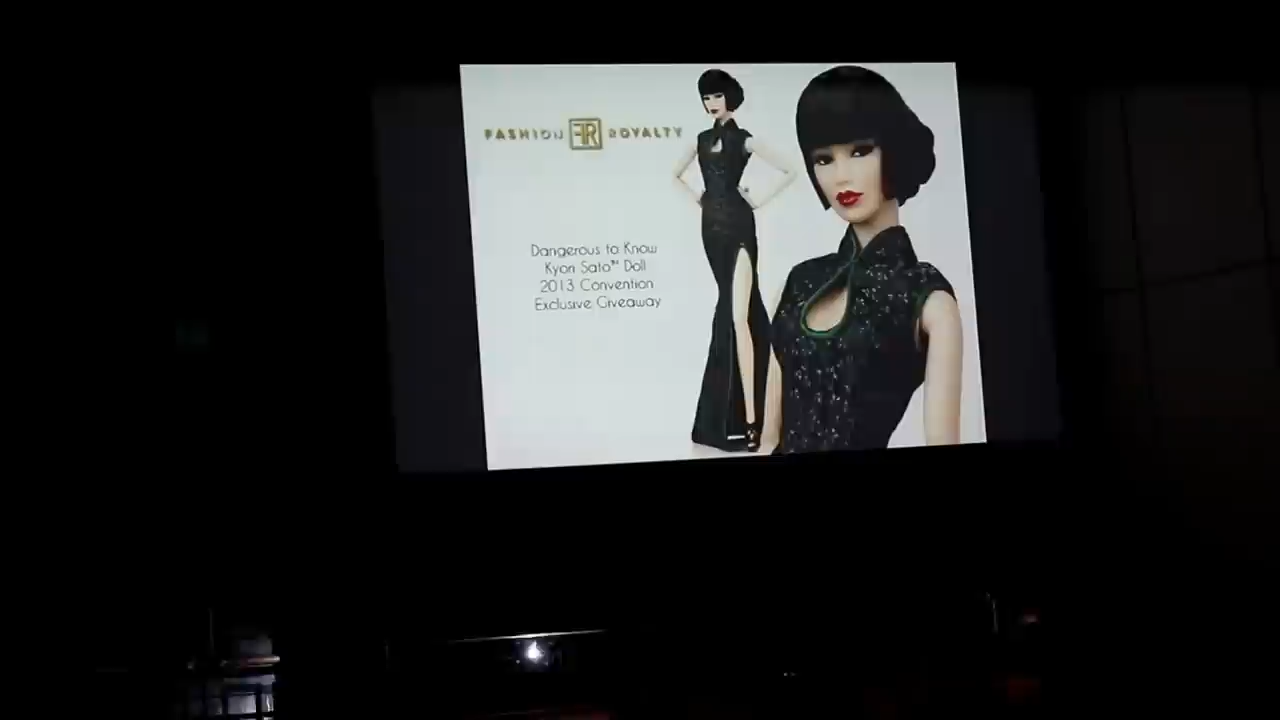 FASHION FR ROYALTY
Dangerous to Know
Kyori Sato™ Doll
2013 Convention
Exclusive Giveaway